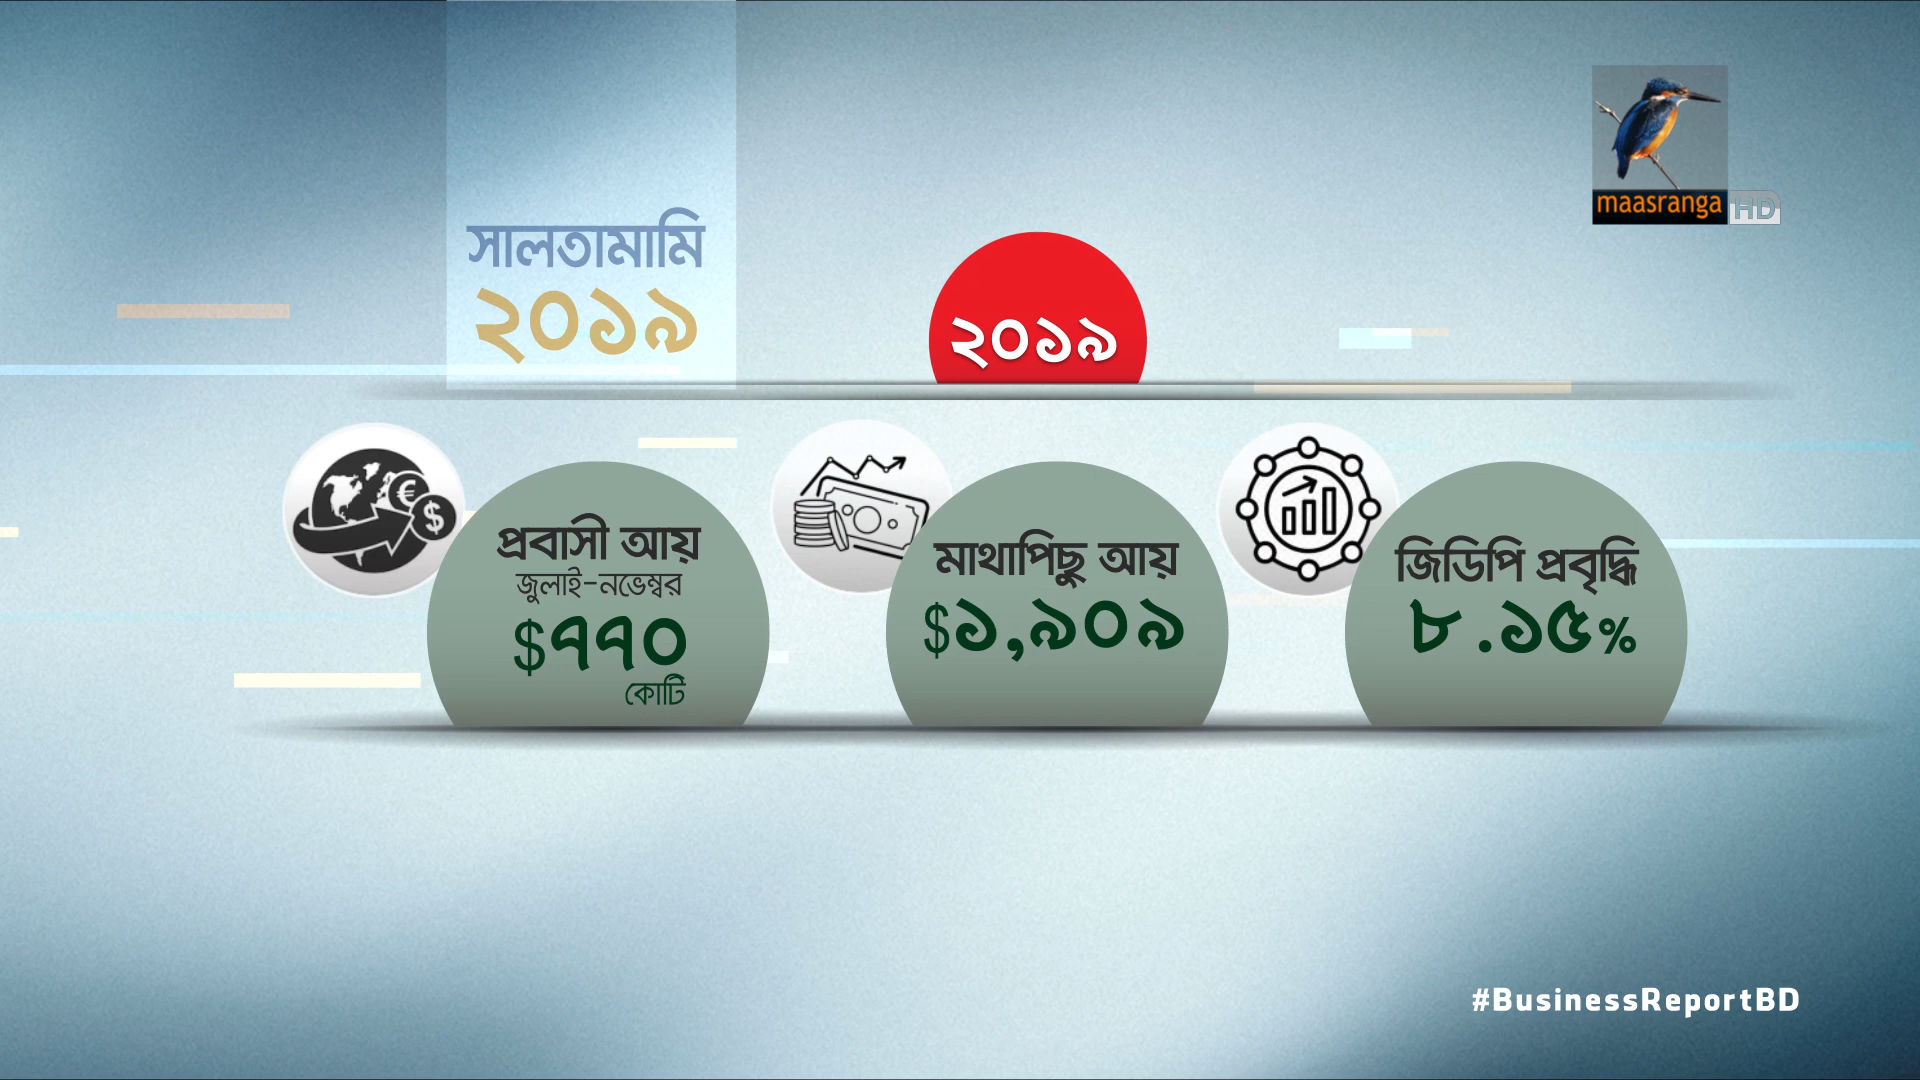 সালতামামি
২০১৯
maasranga HD
২০১৯
প্রবাসী আয়
জুলাই-নভেম্বর
$৭৭০
কোটি
মাথাপিছু আয়
$১,৯০৯
জিডিপি প্রবৃদ্ধি
৮.১৫%
€
$
#BusinessReportBD